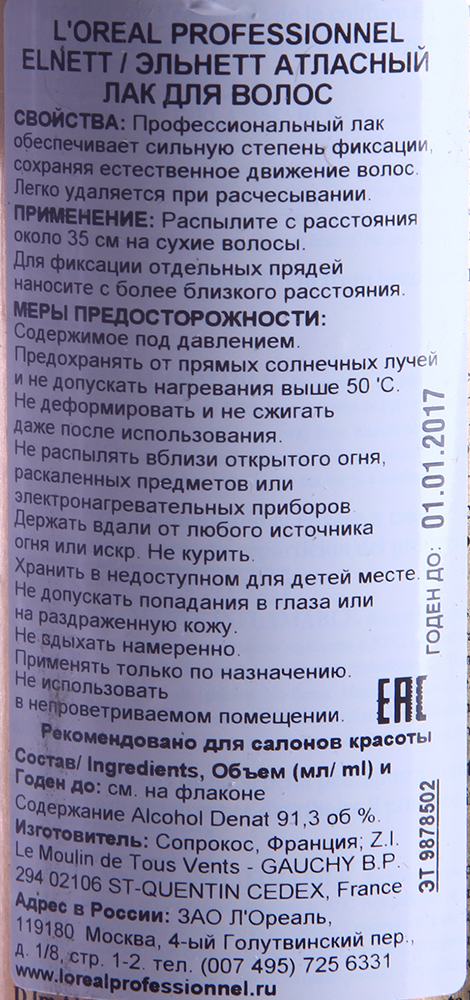 L'OREAL PROFESSIONNEL
ELNETT / ЭЛЬНЕТТ АТЛАСНЫЙ
ЛАК ДЛЯ ВОЛОС
СВОЙСТВА: Профессиональный лак
обеспечивает сильную степень фиксации,
сохраняя естественное движение волос.
Легко удаляется при расчесывании.
ПРИМЕНЕНИЕ: Распылите с расстояния
около 35 см на сухие волосы.
Для фиксации отдельных прядей
наносите с более близкого расстояния.
МЕРЫ ПРЕДОСТОРОЖНОСТИ:
Содержимое под давлением.
Предохранять от прямых солнечных лучей
и не допускать нагревания выше 50 'С.
Не деформировать и не сжигать
даже после использования.
Не распылять вблизи открытого огня,
раскаленных предметов или
электронагревательных приборов
Держать вдали от любого источника
огня или искр. Не курить.
Хранить в недоступном для детей месте.
Не допускать попадания в глаза или
на раздраженную кожу.
Не вдыхать намеренно.
Применять только по назначению.
Не использовать
в непроветриваемом помещении.
Рекомендовано для салонов красоты
Состав/ Ingredients, Объем (мл/ ml) и
Годен до: см. на флаконе
Содержание Alcohol Denat 91,3 об %.
Изготовитель: Сопрокос, Франция; Z.I.
Le Moulin de Tous Vents - GAUCHY B.P.
294 02106 ST-QUENTIN CEDEX, France
Адрес в России: ЗАО Л'Ореаль,
119180 Москва, 4-ый Голутвинский пер.,
д. 1/8, стр. 1-2. тел. (007 495) 725 6331
www.lorealprofessionnel.ru
ГОДЕН ДО: 01.01.2017
EAC
ЭТ 9878502